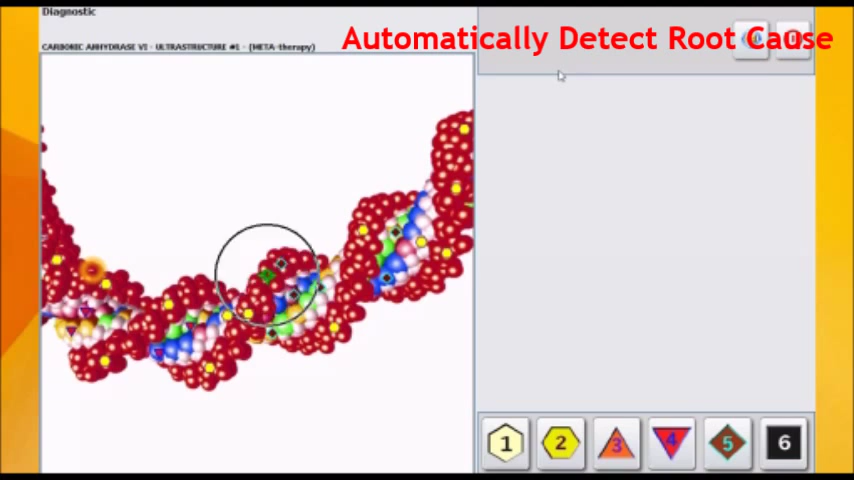 Diagnostic
Automatically Detect Root Cause
CARBONIC ANHYDRASE VI - ULTRASTRUCTURE #1 - (META-therapy)
1 2 3 4 5 6